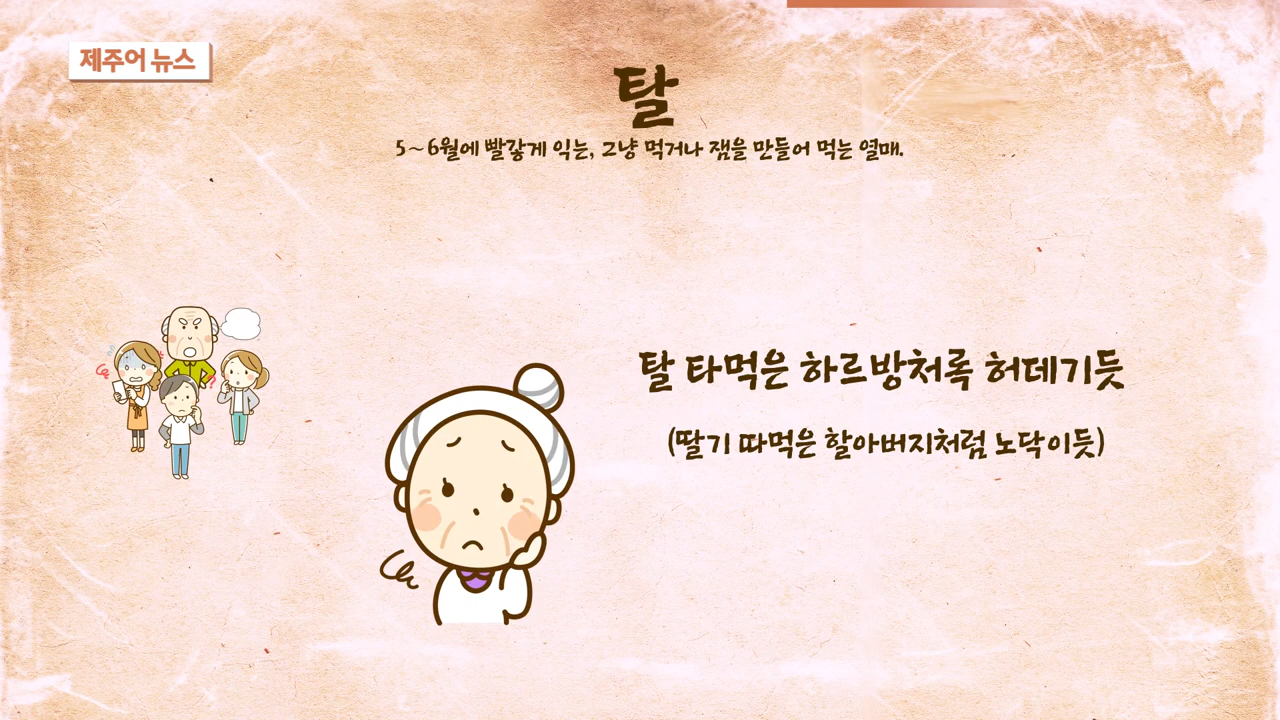 제주어 뉴스
탈
5~6월에 빨갛게 익는, 그냥 먹거나 잼을 만들어 먹는 열매.
탈 타먹은 하르방처록 허데기듯
(딸기 따먹은 할아버지처럼 노닥이듯)